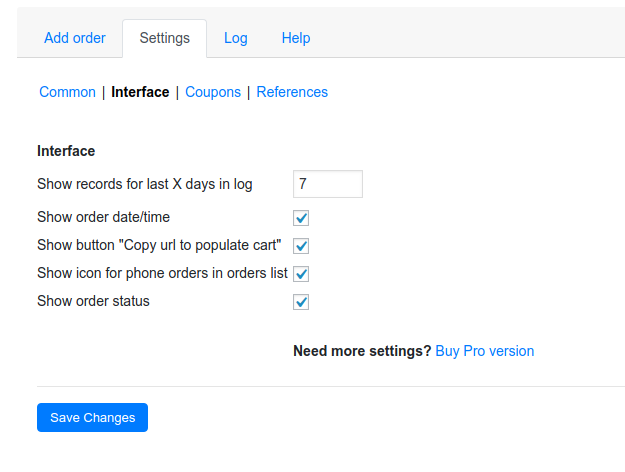 Add order Settings Log Help
Common | Interface | Coupons | References
Interface
Show records for last X days in log 7
Show order date/time
Show button "Copy url to populate cart"
Show icon for phone orders in orders list
Show order status
Need more settings? Buy Pro version
Save Changes